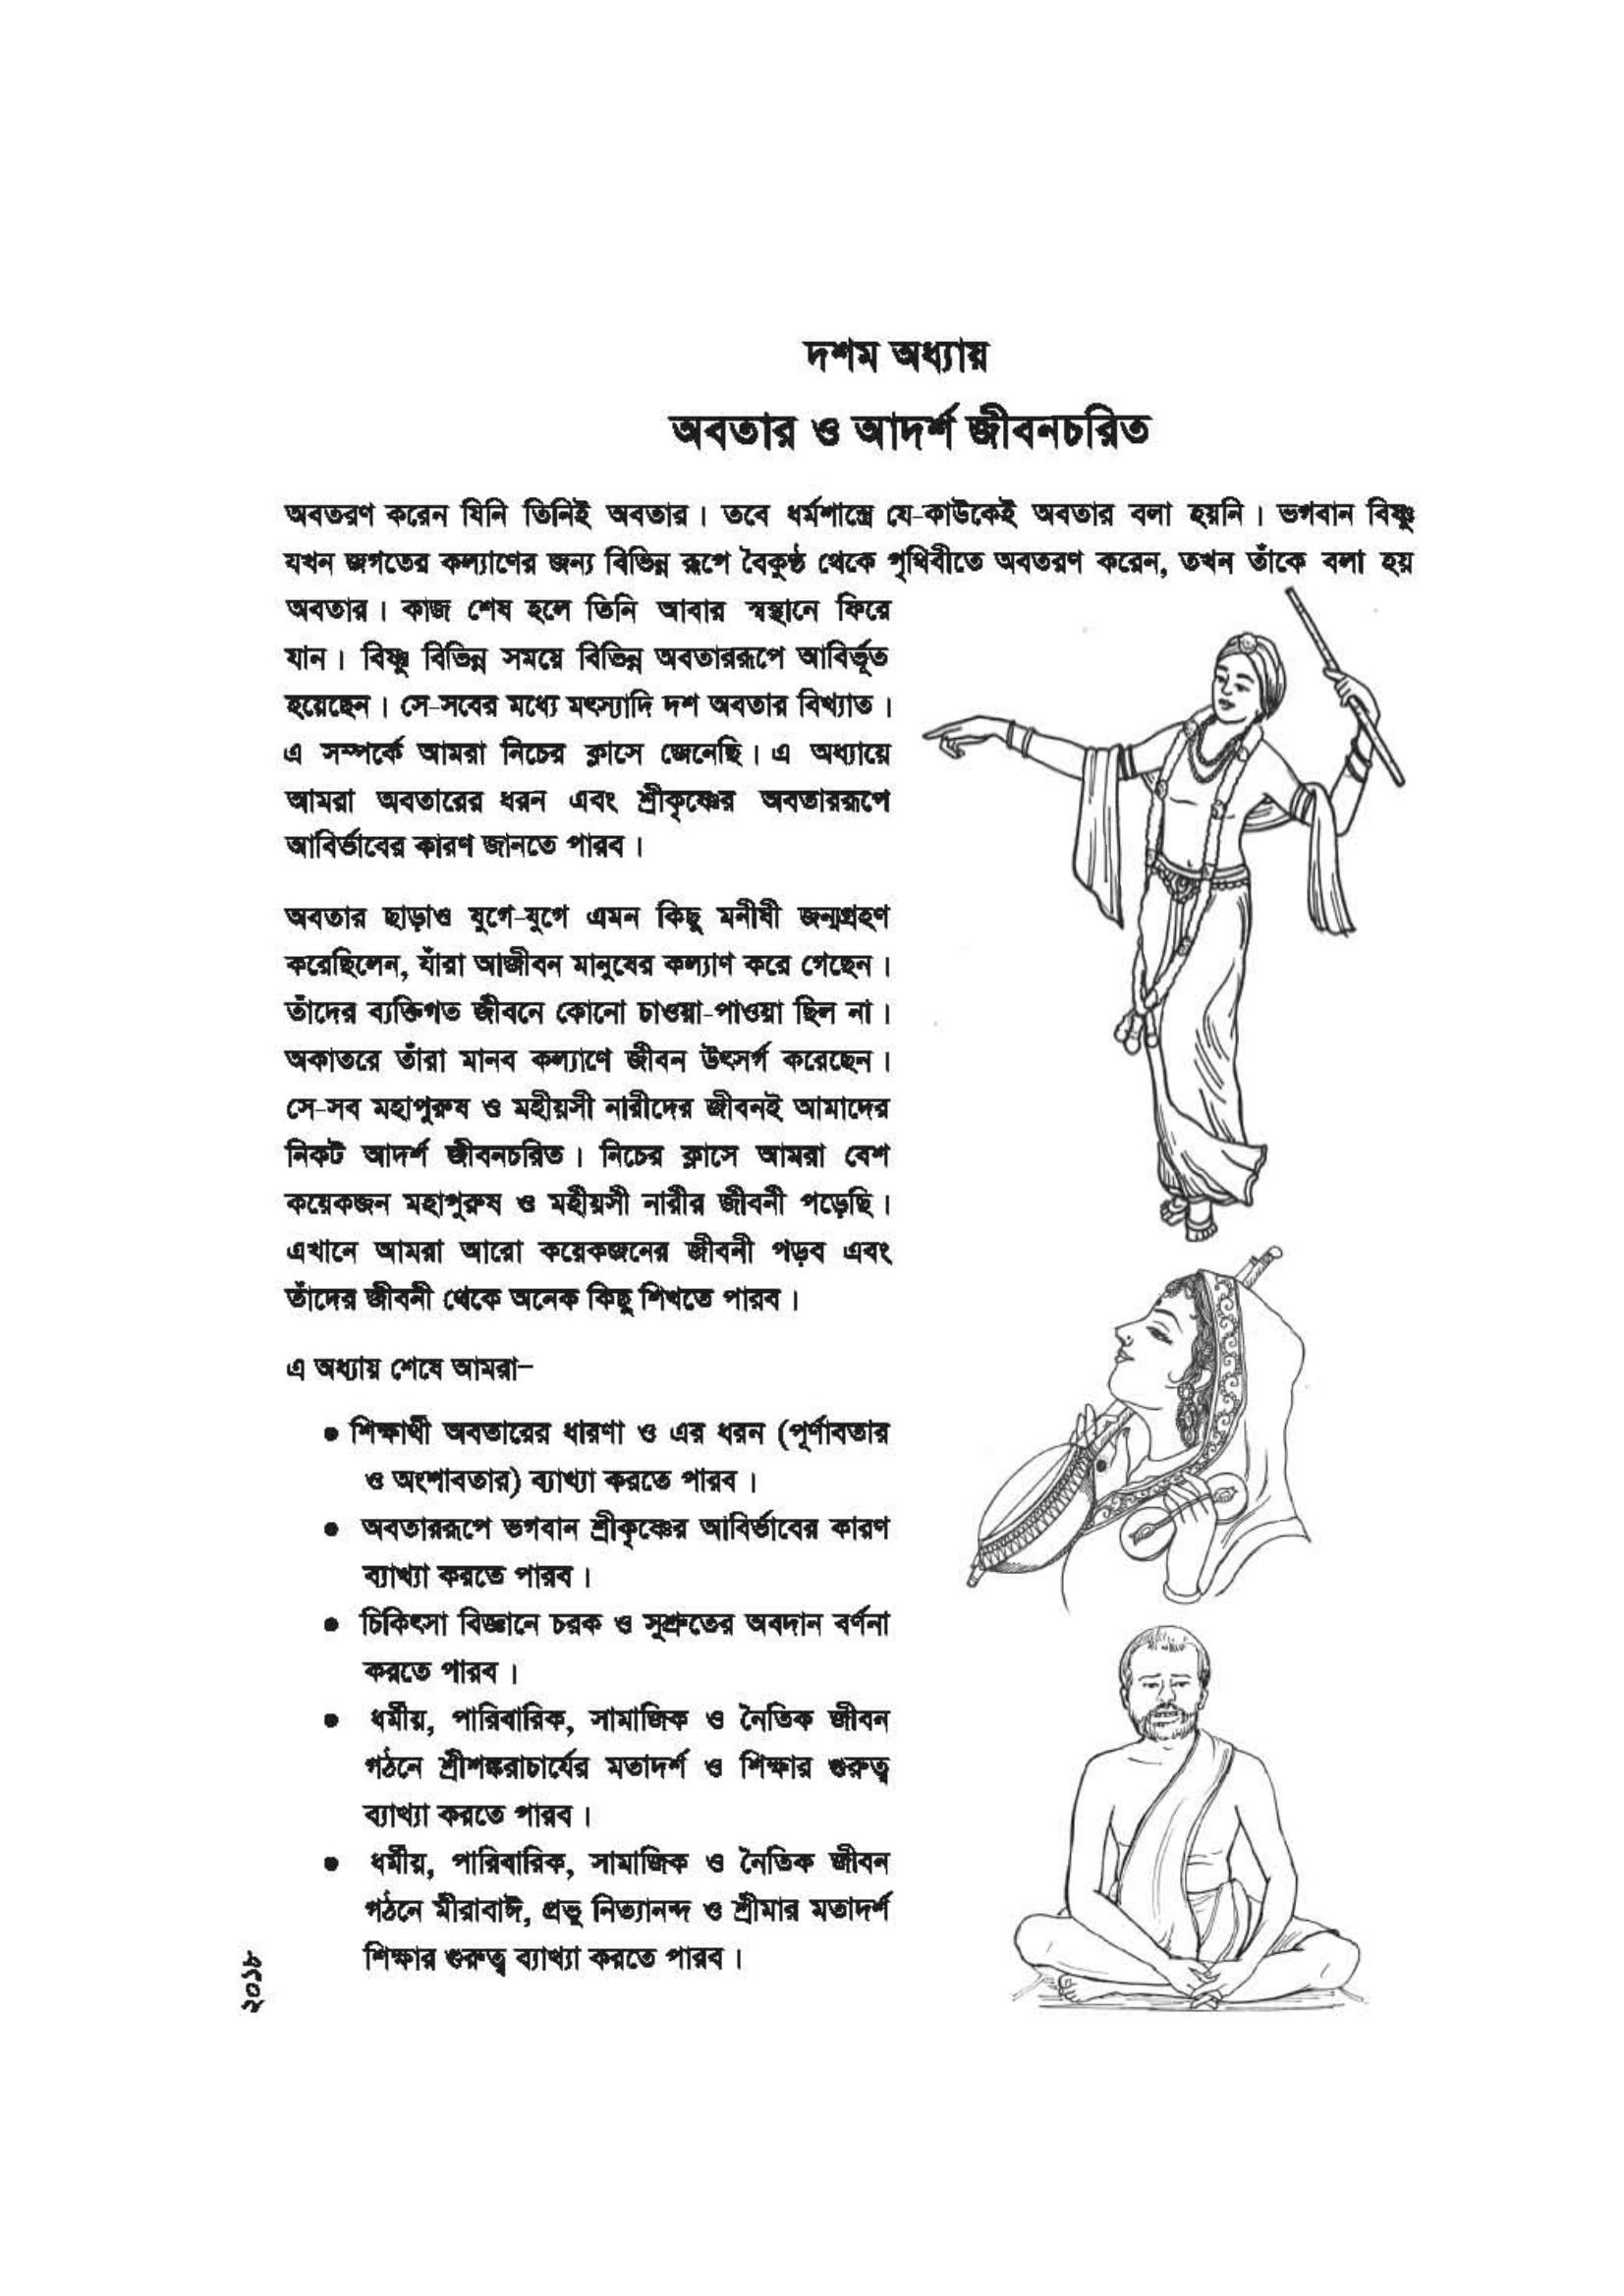 দশম অধ্যায়
অবতার ও আদর্শ জীবনচরিত
অবতরণ করেন যিনি তিনিই অবতার। তবে ধর্মশাস্ত্রে যে-কাউকেই অবতার বলা হয়নি। ভগবান বিষ্ণু
যখন জগতের কল্যাণের জন্য বিভিন্ন রূপে বৈকুণ্ঠ থেকে পৃথিবীতে অবতরণ করেন, তখন তাঁকে বলা হয়
অবতার। কাজ শেষ হলে তিনি আবার স্বস্থানে ফিরে
যান। বিষ্ণু বিভিন্ন সময়ে বিভিন্ন অবতাররূপে আবির্ভূত
হয়েছেন। সে-সবের মধ্যে মৎস্যাদি দশ অবতার বিখ্যাত।
এ সম্পর্কে আমরা নিচের ক্লাসে জেনেছি। এ অধ্যায়ে
আমরা অবতারের ধরন এবং শ্রীকৃষ্ণের অবতাররূপে
আবির্ভাবের কারণ জানতে পারব।
অবতার ছাড়াও যুগে-যুগে এমন কিছু মনীষী জন্মগ্রহণ
করেছিলেন, যাঁরা আজীবন মানুষের কল্যাণ করে গেছেন।
তাঁদের ব্যক্তিগত জীবনে কোনো চাওয়া-পাওয়া ছিল না।
অকাতরে তাঁরা মানব কল্যাণে জীবন উৎসর্গ করেছেন।
সে-সব মহাপুরুষ ও মহীয়সী নারীদের জীবনই আমাদের
নিকট আদর্শ জীবনচরিত। নিচের ক্লাসে আমরা বেশ
কয়েকজন মহাপুরুষ ও মহীয়সী নারীর জীবনী পড়েছি।
এখানে আমরা আরো কয়েকজনের জীবনী পড়ব এবং
তাঁদের জীবনী থেকে অনেক কিছু শিখতে পারব।
এ অধ্যায় শেষে আমরা–
● শিক্ষার্থী অবতারের ধারণা ও এর ধরন (পূর্ণাবতার
ও অংশাবতার) ব্যাখ্যা করতে পারব।
● অবতাররূপে ভগবান শ্রীকৃষ্ণের আবির্ভাবের কারণ
ব্যাখ্যা করতে পারব।
● চিকিৎসা বিজ্ঞানে চরক ও সুশ্রুতের অবদান বর্ণনা
করতে পারব।
● ধর্মীয়, পারিবারিক, সামাজিক ও নৈতিক জীবন
গঠনে শ্রীশঙ্করাচার্যের মতাদর্শ ও শিক্ষার গুরুত্ব
ব্যাখ্যা করতে পারব।
● ধর্মীয়, পারিবারিক, সামাজিক ও নৈতিক জীবন
গঠনে মীরাবাঈ, প্রভু নিত্যানন্দ ও শ্রীমার মতাদর্শ
শিক্ষার গুরুত্ব ব্যাখ্যা করতে পারব।
২০১৮